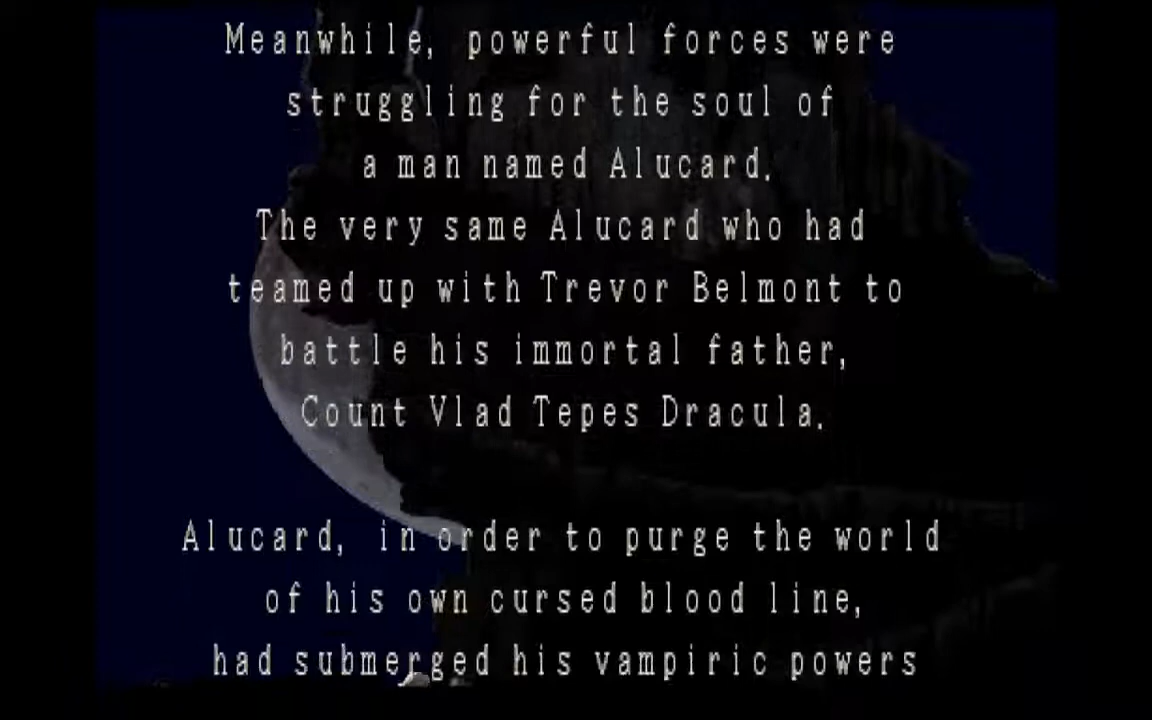 Meanwhile, powerful forces were
struggling for the soul of
a man named Alucard.
The very same Alucard who had
teamed up with Trevor Belmont to
battle his immortal father,
Count Vlad Tepes Dracula.
Alucard, in order to purge the world
of his own cursed blood line,
had submerged his vampiric powers